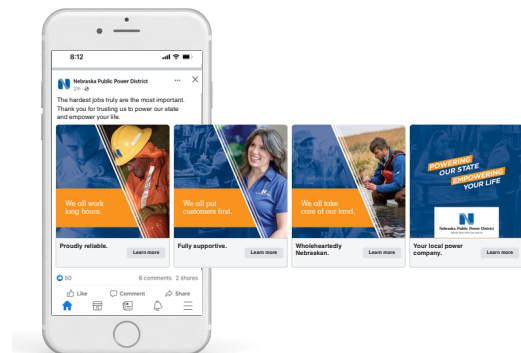 8:12
Nebraska Public Power District
21h
The hardest jobs truly are the most important.
Thank you for trusting us to power our state
and empower your life.
We all work
long hours.
Proudly reliable.
Learn more
We all put
customers first.
Fully supportive.
Learn more
We all take
care of our land.
Wholeheartedly
Nebraskan.
Learn more
POWERING
OUR STATE
EMPOWERING
YOUR LIFE
Nebraska Public Power District
Your local power
company.
Learn more
50
6 comments 2 shares
Like
Comment
Share